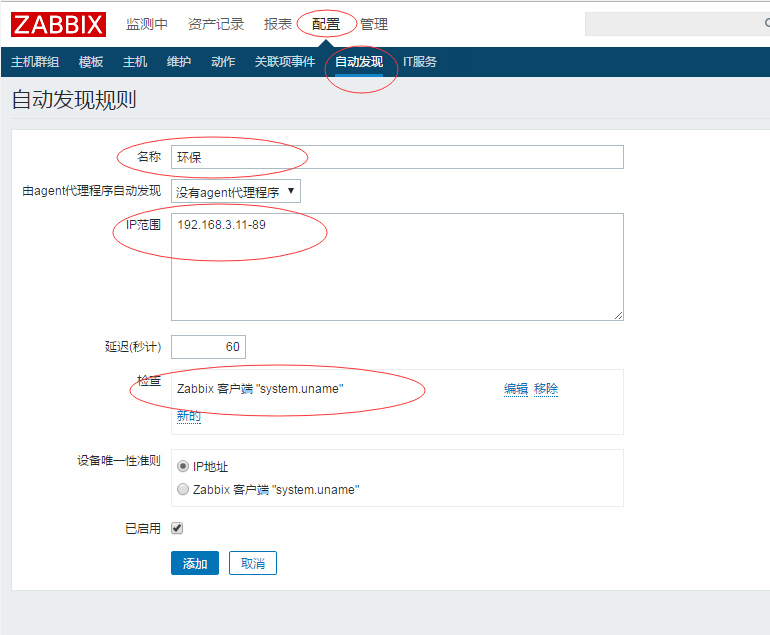 ZABBIX 监测中 资产记录 报表 配置 管理
主机群组 模板 主机 维护 动作 关联项事件 自动发现 IT服务
自动发现规则
名称 环保
由agent代理程序自动发现 没有agent代理程序
IP范围 192.168.3.11-89
延迟(秒计) 60
检查
Zabbix 客户端 "system.uname" 编辑 移除
新的
设备唯一性准则 IP地址
Zabbix 客户端 "system.uname"
已启用
添加 取消